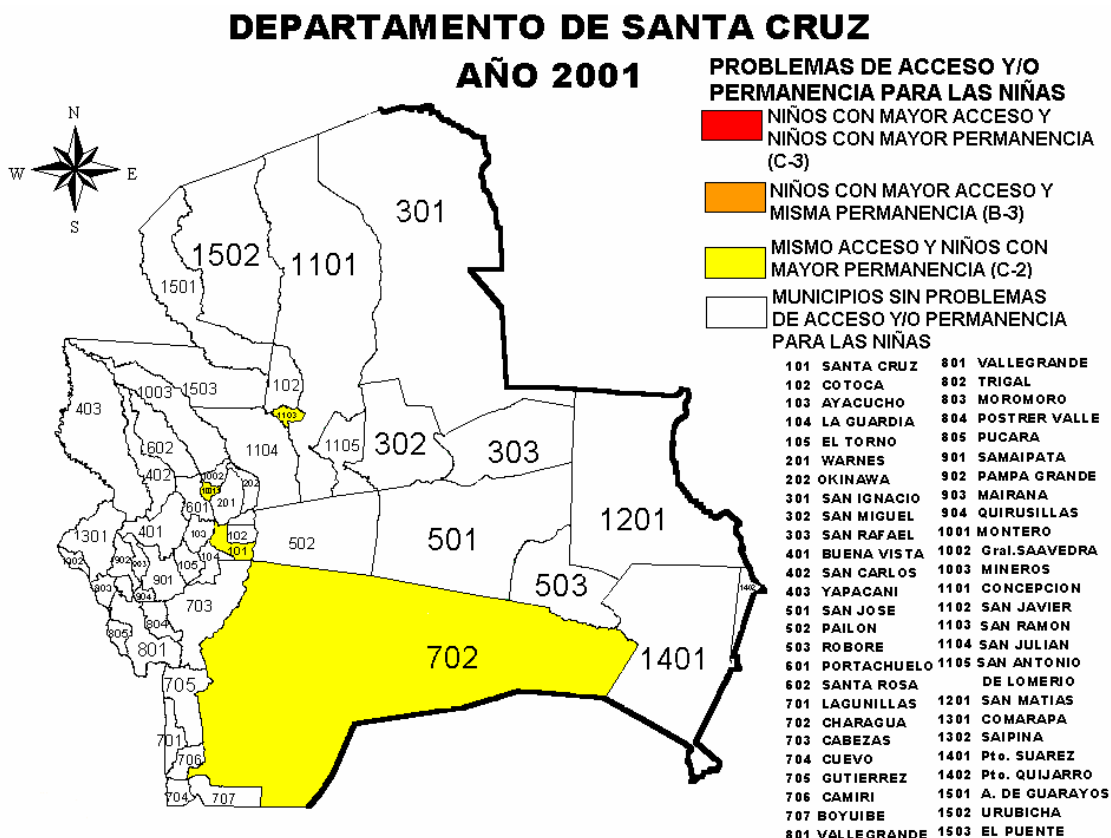 DEPARTAMENTO DE SANTA CRUZ
AÑO 2001
PROBLEMAS DE ACCESO Y/O
PERMANENCIA PARA LAS NIÑAS
NIÑOS CON MAYOR ACCESO Y
NIÑOS CON MAYOR PERMANENCIA
(C-3)
NIÑOS CON MAYOR ACCESO Y
MISMA PERMANENCIA (B-3)
MISMO ACCESO Y NIÑOS CON
MAYOR PERMANENCIA (C-2)
MUNICIPIOS SIN PROBLEMAS
DE ACCESO Y/O PERMANENCIA
PARA LAS NIÑAS
N
W
E
S
301
1502
1101
1501
1003
1503
102
403
1103
602
1104
1105
302
303
402
1002
202
1001
201
601
1201
1301
401
103
102
101
502
501
1302
902
903
105
104
901
503
1402
803
904
703
804
805
801
702
1401
705
701
706
704
707
101 SANTA CRUZ
102 COTOCA
103 AYACUCHO
104 LA GUARDIA
105 EL TORNO
201 WARNES
202 OKINAWA
301 SAN IGNACIO
302 SAN MIGUEL
303 SAN RAFAEL
401 BUENA VISTA
402 SAN CARLOS
403 YAPACANI
501 SAN JOSE
502 PAILON
503 ROBORE
601 PORTACHUELO
602 SANTA ROSA
701 LAGUNILLAS
702 CHARAGUA
703 CABEZAS
704 CUEVO
705 GUTIERREZ
706 CAMIRI
707 BOYUIBE
801 VALLEGRANDE
801 VALLEGRANDE
802 TRIGAL
803 MOROMORO
804 POSTRER VALLE
805 PUCARA
901 SAMAIPATA
902 PAMPA GRANDE
903 MAIRANA
904 QUIRUSILLAS
1001 MONTERO
1002 Gral.SAAVEDRA
1003 MINEROS
1101 CONCEPCION
1102 SAN JAVIER
1103 SAN RAMON
1104 SAN JULIAN
1105 SAN ANTONIO
DE LOMERIO
1201 SAN MATIAS
1301 COMARAPA
1302 SAIPINA
1401 Pto. SUAREZ
1402 Pto. QUIJARRO
1501 A. DE GUARAYOS
1502 URUBICHA
1503 EL PUENTE